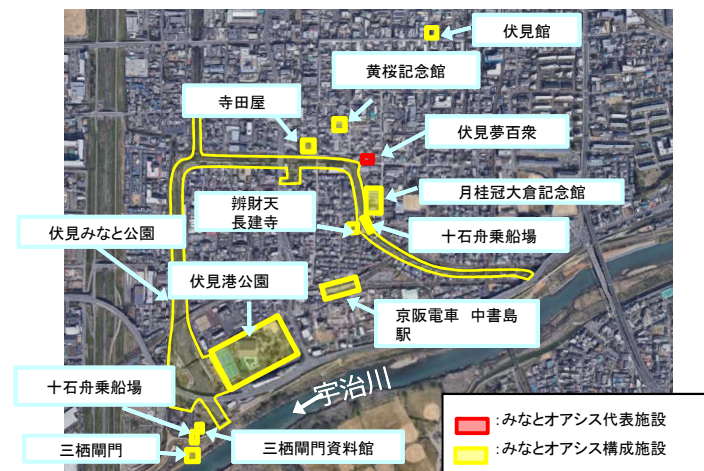 伏見館
黄桜記念館
寺田屋
伏見夢百衆
月桂冠大倉記念館
辨財天
長建寺
伏見みなと公園
十石舟乗船場
伏見港公園
京阪電車 中書島
駅
宇治川
十石舟乗船場
三栖閘門
三栖閘門資料館
:みなとオアシス代表施設
:みなとオアシス構成施設